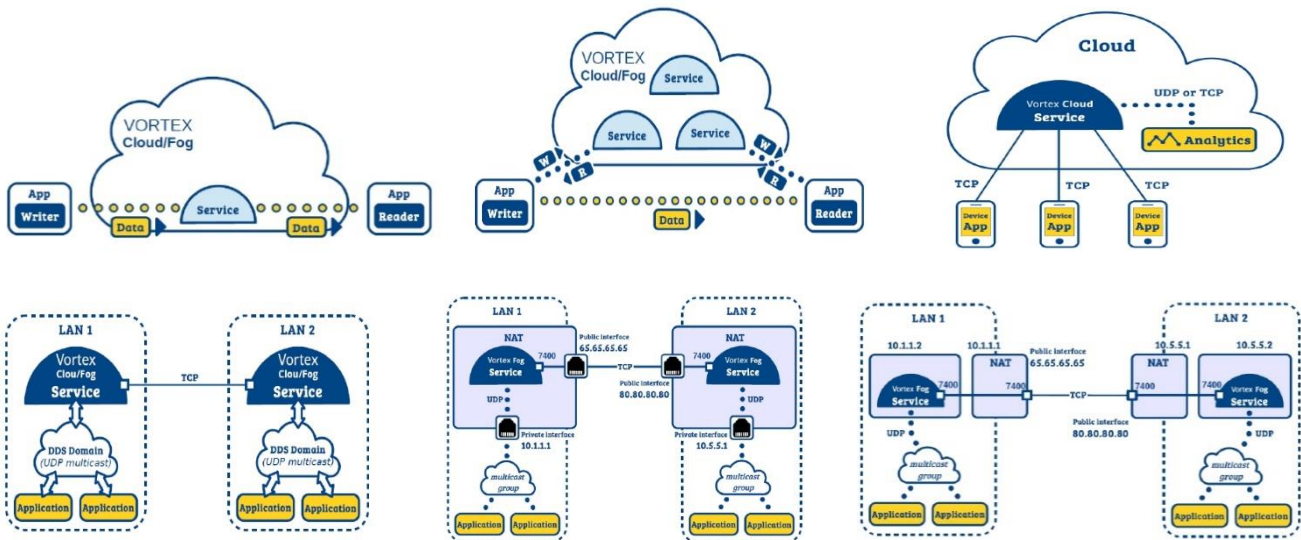 VORTEX
Cloud/Fog
App
Writer
Service
Data
Data
App
Reader
VORTEX
Cloud/Fog
Service
Service
Service
W
R
W
R
App
Writer
Data
App
Reader
Cloud
Vortex Cloud
Service
UDP or TCP
Analytics
TCP
TCP
TCP
Device
App
Device
App
Device
App
LAN 1
Vortex
Clou/Fog
Service
TCP
DDS Domain
(UDP multicast)
Application
Application
LAN 2
Vortex
Clou/Fog
Service
DDS Domain
(UDP multicast)
Application
Application
LAN 1
NAT
Vortex Fog
Service
7400
Public interface
65.65.65.65
TCP
Public interface
80.80.80.80
UDP
Private interface
10.1.1.1
multicast
group
Application
Application
LAN 2
NAT
7400
Vortex Fog
Service
UDP
Private interface
10.5.5.1
multicast
group
Application
Application
LAN 1
10.1.1.2
10.1.1.1
NAT
Public interface
65.65.65.65
Vortex Fog
Service
7400
7400
TCP
Public interface
80.80.80.80
UDP
multicast
group
Application
Application
LAN 2
10.5.5.1
10.5.5.2
NAT
7400
7400
Vortex Fog
Service
UDP
multicast
group
Application
Application